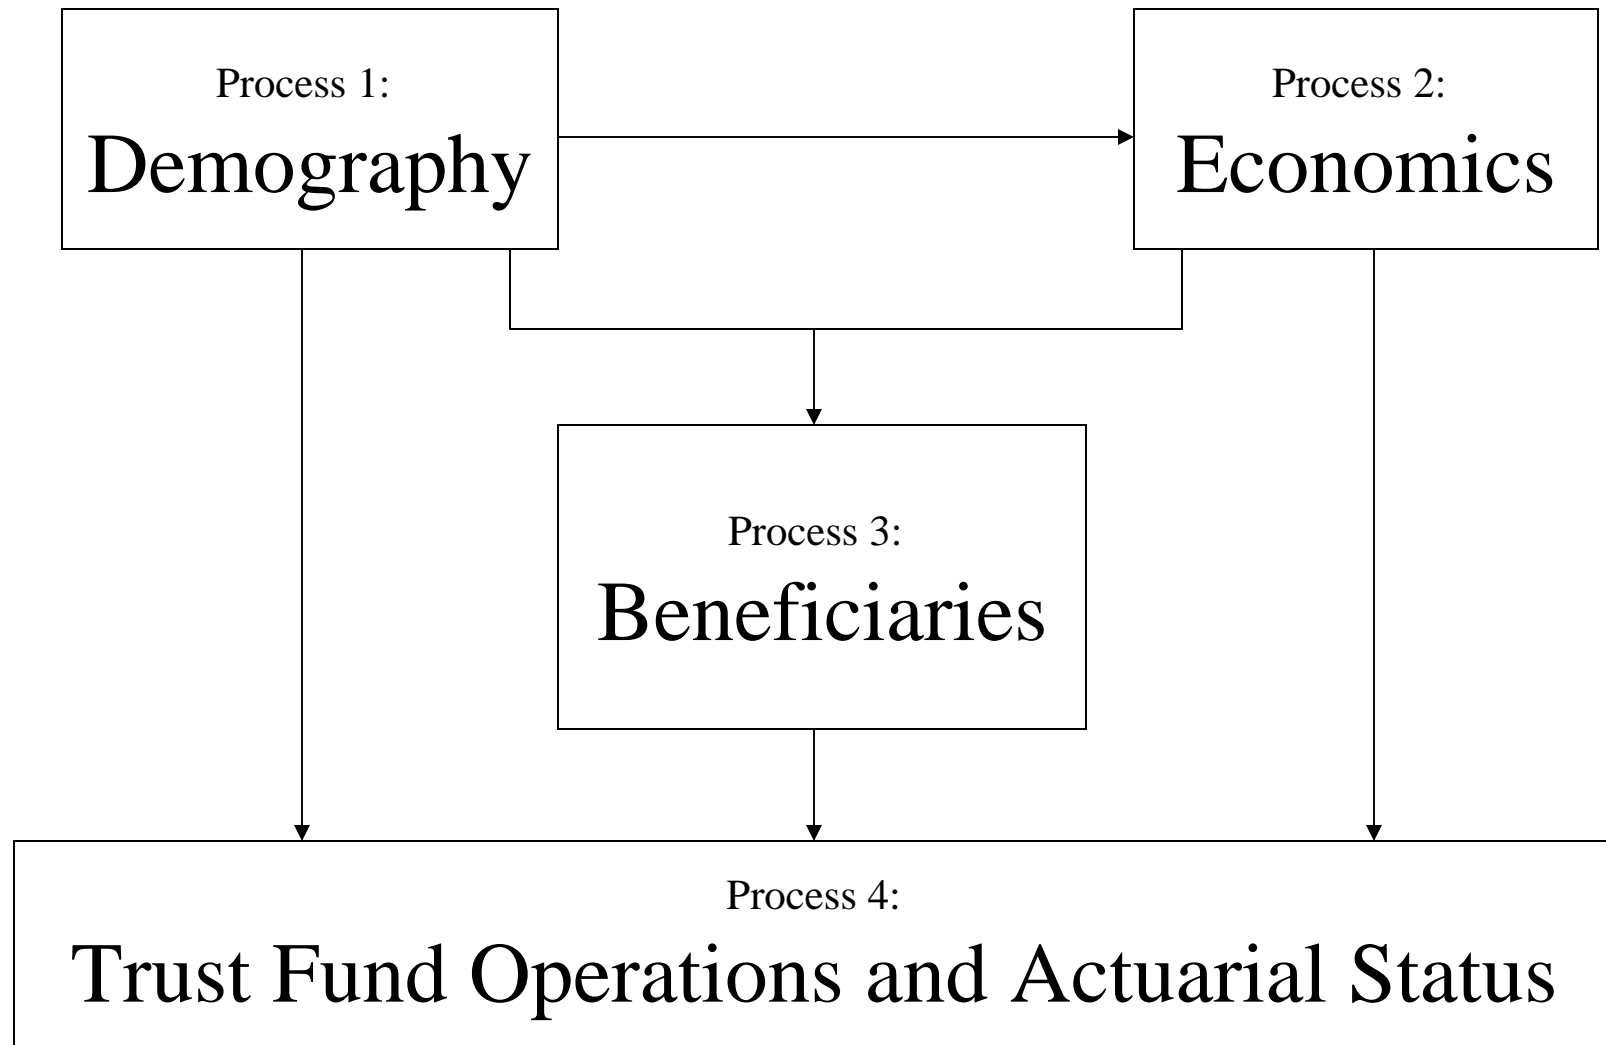 Process 1:
Demography
Process 2:
Economics
Process 3:
Beneficiaries
Process 4:
Trust Fund Operations and Actuarial Status